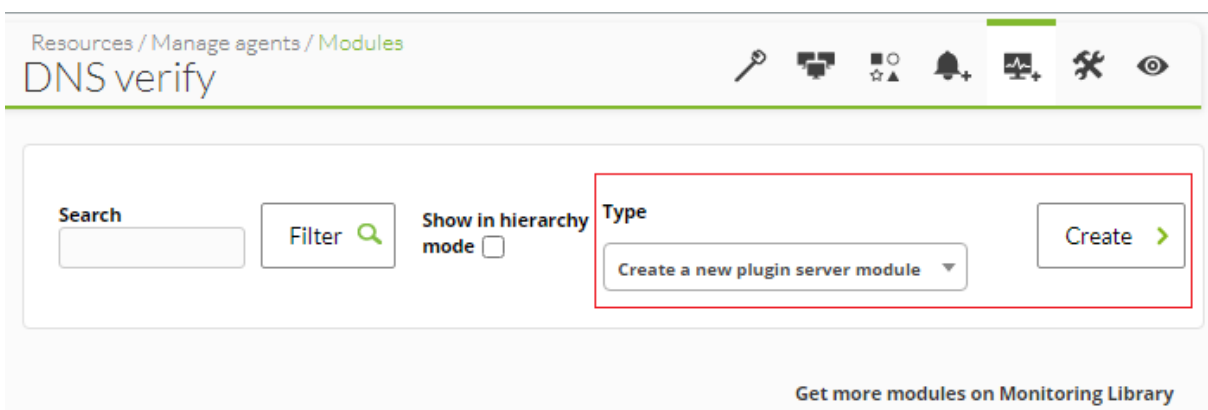 Resources / Manage agents / Modules
DNS verify
Search
Filter
Show in hierarchy
mode
Type
Create a new plugin server module
Create
Get more modules on Monitoring Library